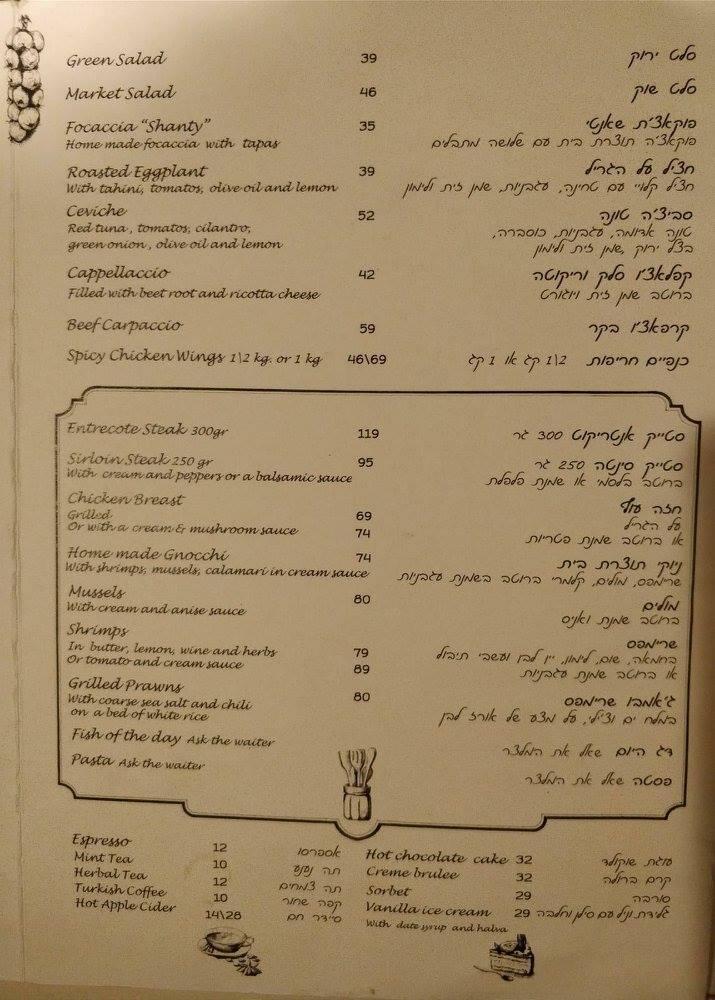 Green Salad 39 סלט ירוק
Market Salad 46 סלט שוק
Focaccia “Shanty” 35 פוקאצ'ת שאנטי
Home made focaccia with tapas פוקאצ'ה תוצרת בית עם שלושה מתבלים
Roasted Eggplant 39 חציל על הגריל
With tahini, tomatos, olive oil and lemon חציל קלוי עם טחינה, עגבניות, שמן זית ולימון
Ceviche 52 סביצ'ה טונה
Red tuna, tomatos, cilantro, טונה אדומה, עגבניות, כוסברה,
green onion, olive oil and lemon בצל ירוק, שמן זית ולימון
Cappellaccio 42 קפלאצ'ו סלק וריקוטה
Filled with beet root and ricotta cheese ברוטב שמן זית ויוגורט
Beef Carpaccio 59 קרפאצ'ו בקר
Spicy Chicken Wings 1\2 kg. or 1 kg 46\69 כנפיים חריפות 1\2 קג או 1 קג
Entrecote Steak 300gr 119 סטייק אנטריקוט 300 גר
Sirloin Steak 250 gr 95 סטייק סינטה 250 גר
With cream and peppers or a balsamic sauce ברוטב בלסמי או שמנת פלפלת
Chicken Breast חזה עוף
Grilled 69 על הגריל
Or with a cream & mushroom sauce 74 או ברוטב שמנת פטריות
Home made Gnocchi 74 ניוקי תוצרת בית
With shrimps, mussels, calamari in cream sauce שרימפס, מולים, קלמרי ברוטב בשמנת עגבניות
Mussels 80 מולים
With cream and anise sauce ברוטב שמנת ואניס
Shrimps שרימפס
In butter, lemon, wine and herbs 79 בחמאה, שום, לימון, יין לבן ועשבי תיבול
Or tomato and cream sauce 89 או ברוטב שמנת עגבניות
Grilled Prawns 80 ג'אמבו שרימפס
With coarse sea salt and chili במלח ים וצ'ילי, על מצע של אורז לבן
on a bed of white rice
Fish of the day Ask the waiter דג היום שאל את המלצר
Pasta Ask the waiter פסטה שאל את המלצר
Espresso 12 אספרסו
Mint Tea 10 תה נענע
Herbal Tea 12 תה צמחים
Turkish Coffee 10 קפה שחור
Hot Apple Cider 14\28 סיידר חם
Hot chocolate cake 32 עוגת שוקולד
Creme brulee 32 קרם ברולה
Sorbet 29 סורבה
Vanilla ice cream 29 גלידת וניל עם סילן וחלבה
With date syrup and halva